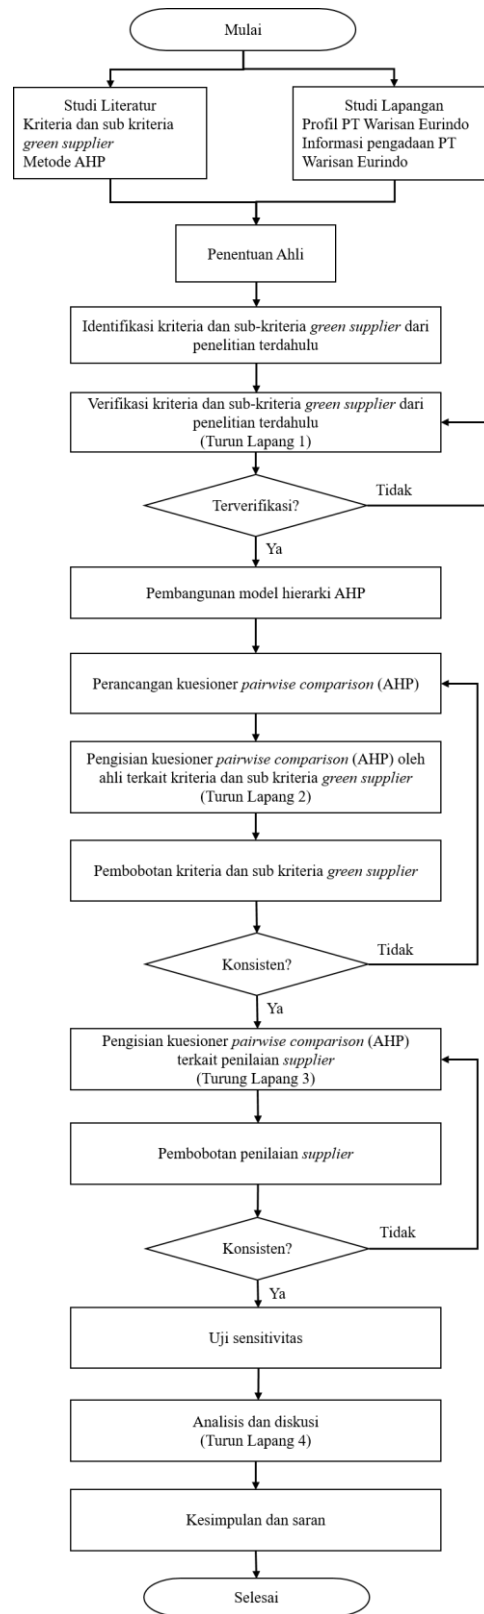 Mulai
Studi Literatur
Kriteria dan sub kriteria
green supplier
Metode AHP
Studi Lapangan
Profil PT Warisan Eurindo
Informasi pengadaan PT
Warisan Eurindo
Penentuan Ahli
Identifikasi kriteria dan sub-kriteria green supplier dari
penelitian terdahulu
Verifikasi kriteria dan sub-kriteria green supplier dari
penelitian terdahulu
(Turun Lapang 1)
Terverifikasi?
Tidak
Ya
Pembangunan model hierarki AHP
Perancangan kuesioner pairwise comparison (AHP)
Pengisian kuesioner pairwise comparison (AHP) oleh
ahli terkait kriteria dan sub kriteria green supplier
(Turun Lapang 2)
Pembobotan kriteria dan sub kriteria green supplier
Konsisten?
Tidak
Ya
Pengisian kuesioner pairwise comparison (AHP)
terkait penilaian supplier
(Turung Lapang 3)
Pembobotan penilaian supplier
Konsisten?
Tidak
Ya
Uji sensitivitas
Analisis dan diskusi
(Turun Lapang 4)
Kesimpulan dan saran
Selesai